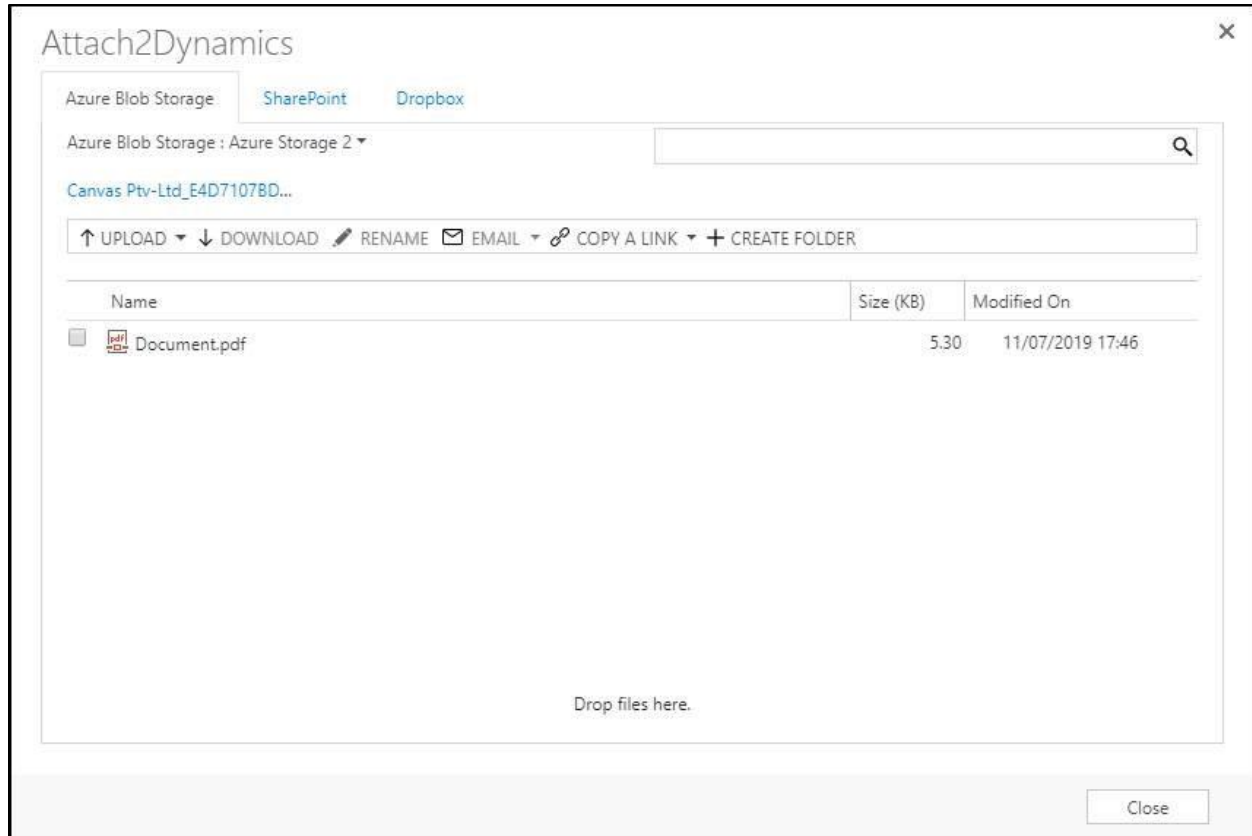 Attach2Dynamics
Azure Blob Storage SharePoint Dropbox
Azure Blob Storage : Azure Storage 2
Canvas Ptv-Ltd_E4D7107BD...
UPLOAD DOWNLOAD RENAME EMAIL COPY A LINK CREATE FOLDER
Name Size (KB) Modified On
pdf Document.pdf 5.30 11/07/2019 17:46
Drop files here.
Close